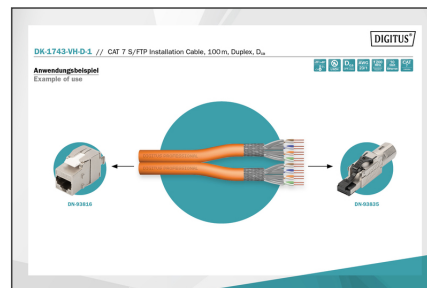 DIGITUS®
DK-1743-VH-D-1 // CAT 7 S/FTP Installation Cable, 100 m, Duplex, Dca
Anwendungsbeispiel
Example of use
DN-93816
DN-93835